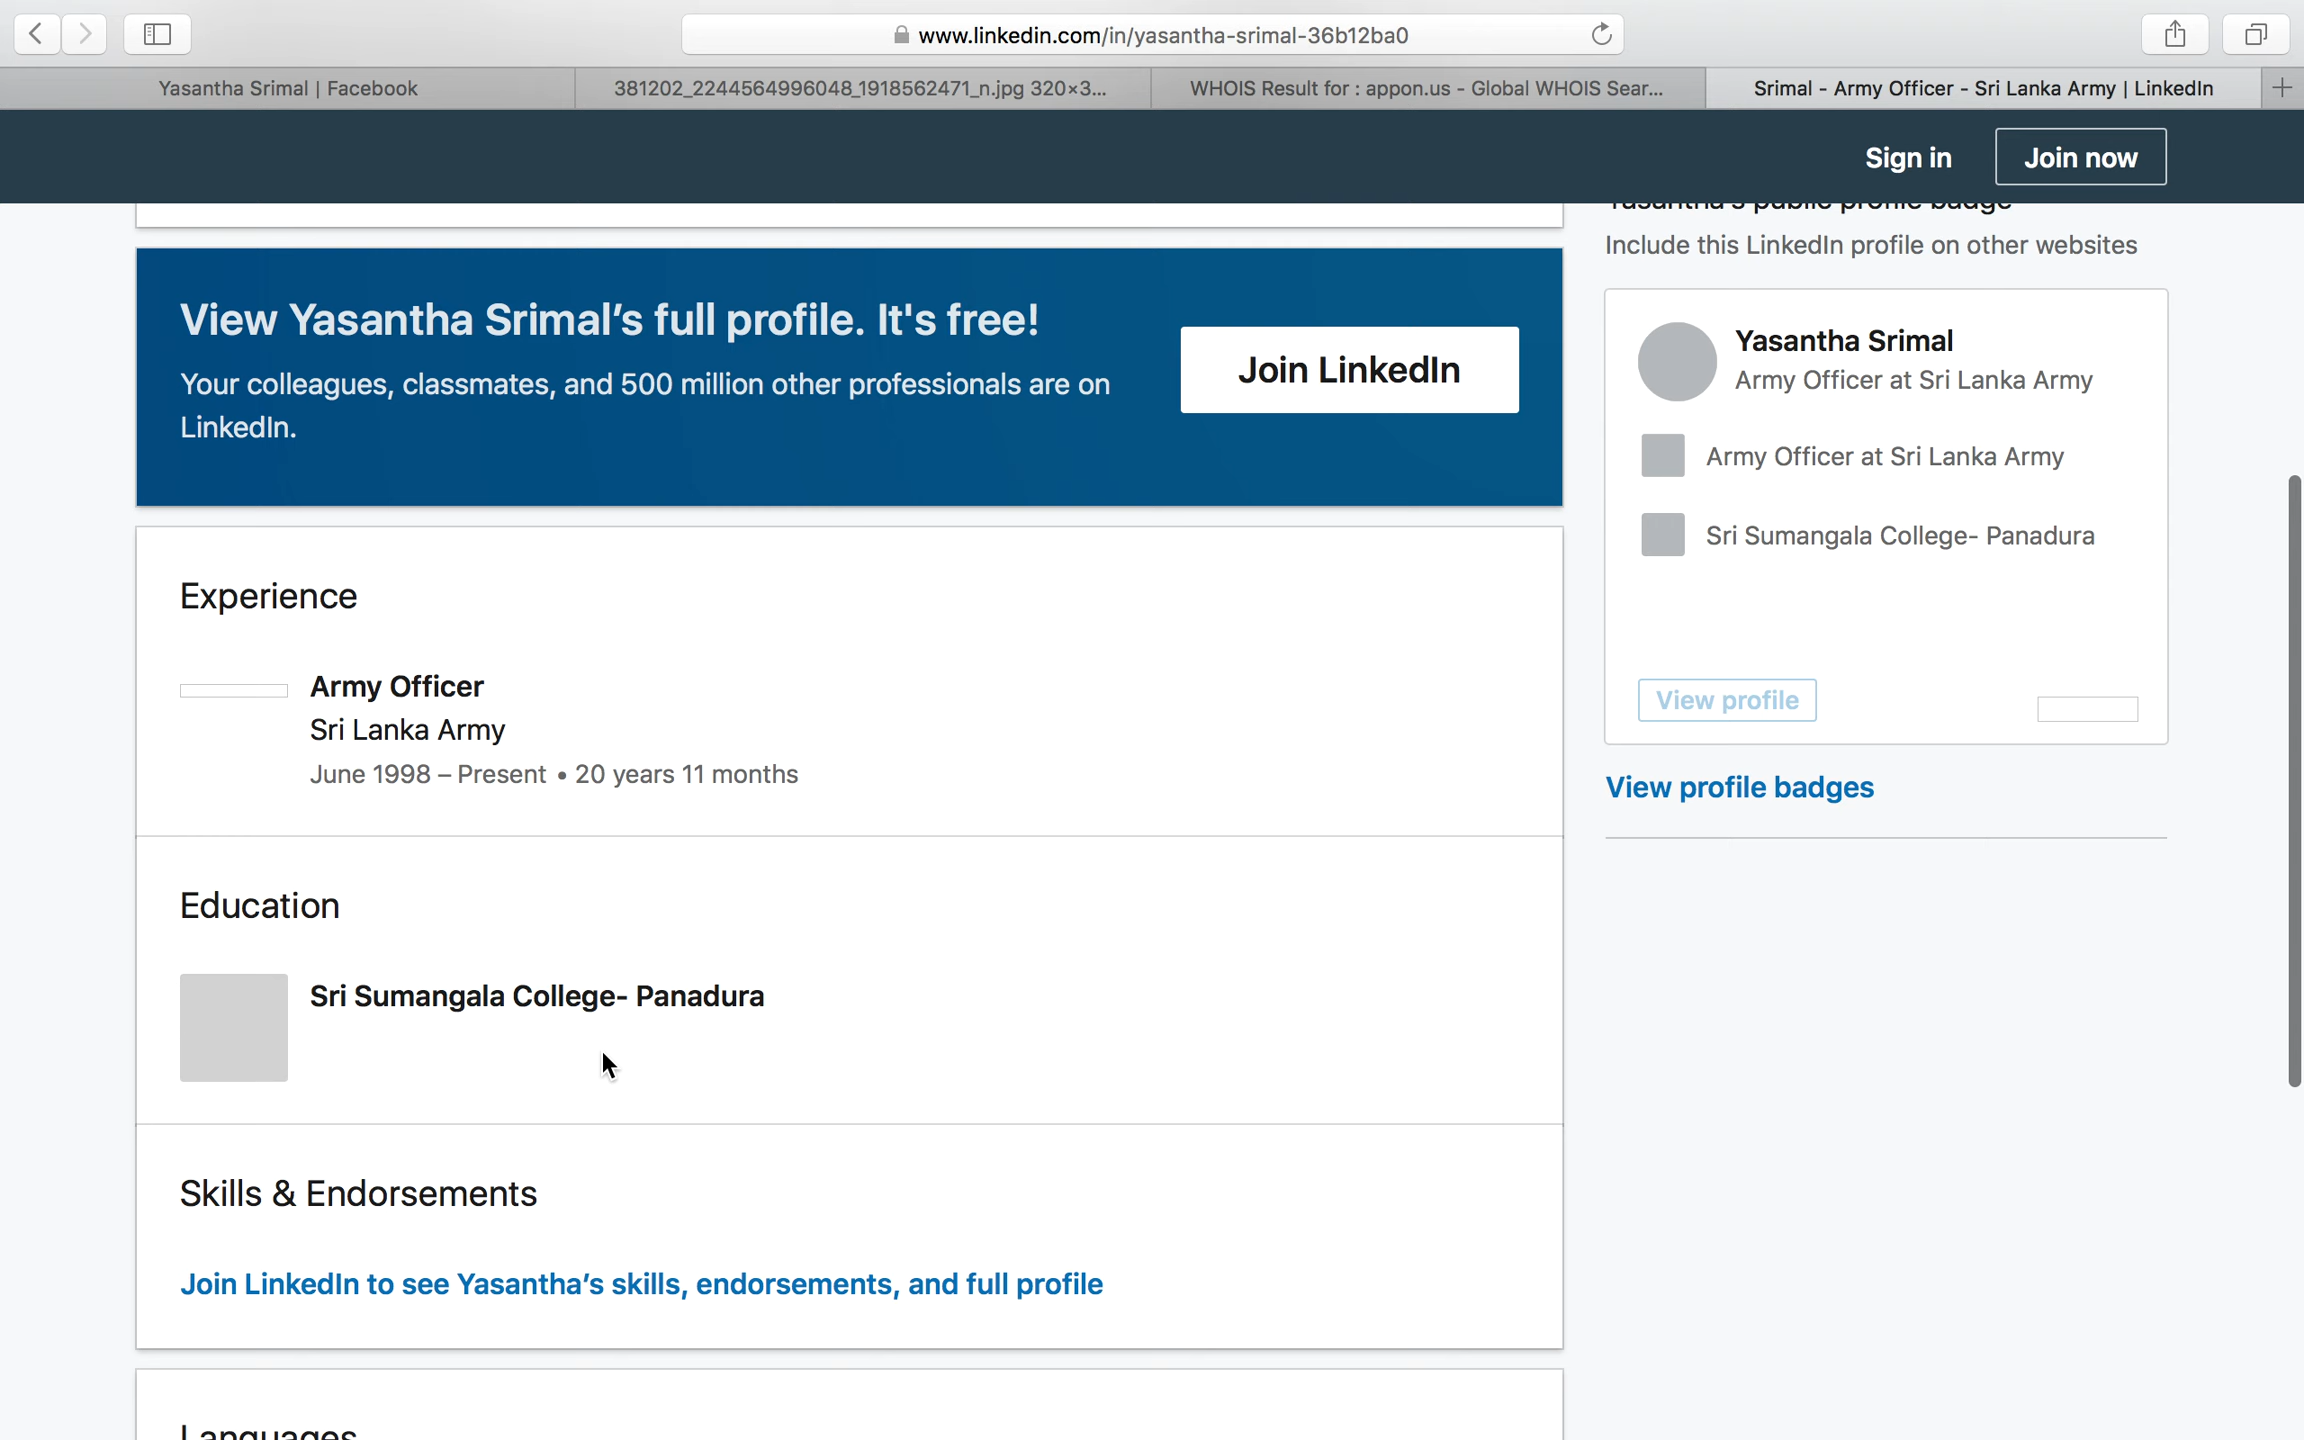 www.linkedin.com/in/yasantha-srimal-36b12ba0
Yasantha Srimal | Facebook
381202_2244564996048_1918562471_n.jpg 320×3...
WHOIS Result for : appon.us - Global WHOIS Sear...
Srimal - Army Officer - Sri Lanka Army | LinkedIn
Sign in
Join now
View Yasantha Srimal's full profile. It's free!
Your colleagues, classmates, and 500 million other professionals are on
LinkedIn.
Join LinkedIn
Experience
Army Officer
Sri Lanka Army
June 1998 – Present • 20 years 11 months
Education
Sri Sumangala College- Panadura
Skills & Endorsements
Join LinkedIn to see Yasantha's skills, endorsements, and full profile
Languages
Yasantha's public profile badge
Include this LinkedIn profile on other websites
Yasantha Srimal
Army Officer at Sri Lanka Army
Army Officer at Sri Lanka Army
Sri Sumangala College- Panadura
View profile
View profile badges